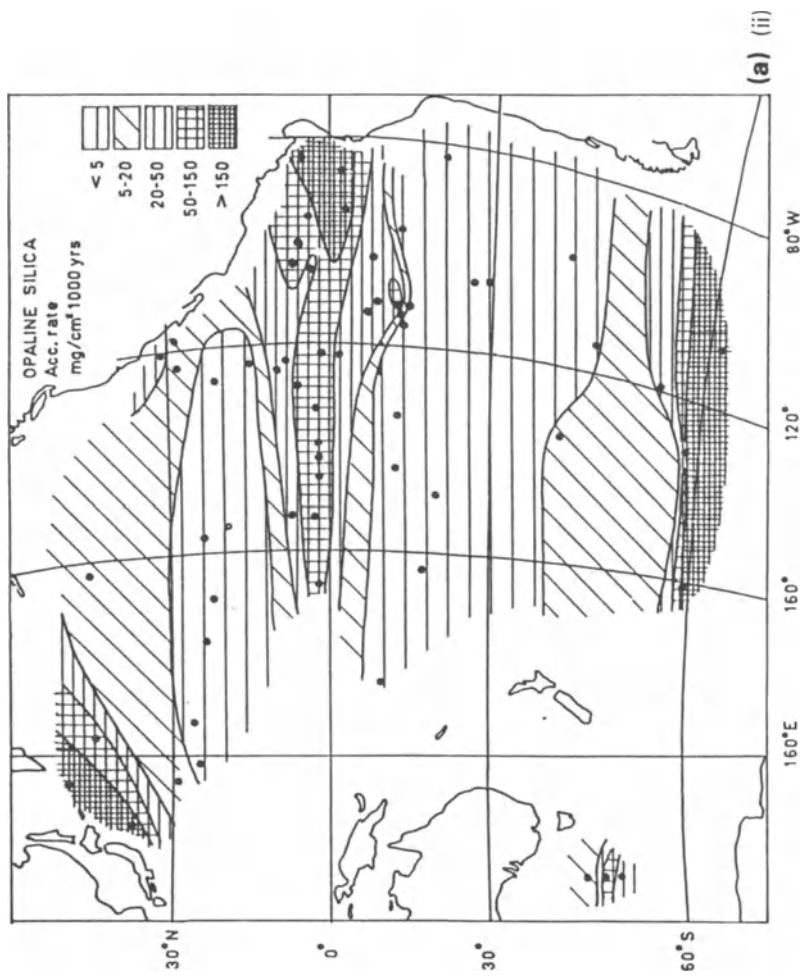 OPALINE SILICA
Acc. rate
mg/cm² 1000 yrs
< 5
5-20
20-50
50-150
> 150
30°N
0°
30°
60°S
160°E
160°
120°
80°W
(a) (ii)